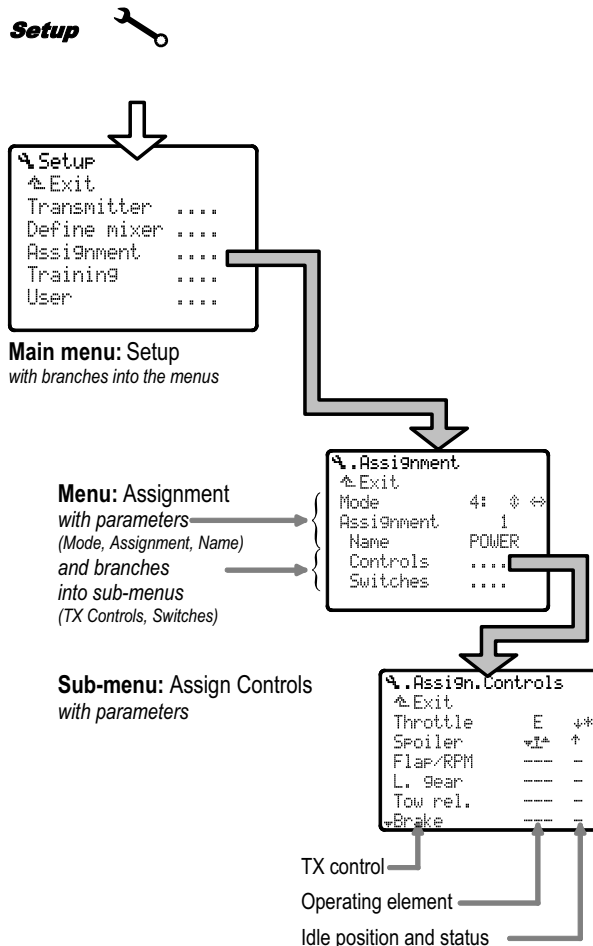 Setup
Setup
Exit
Transmitter ....
Define mixer ....
Assignment ....
Training ....
User ....
Main menu: Setup
with branches into the menus
.Assignment
Exit
Mode 4: ⇕ ⇔
Assignment 1
Name POWER
Controls ....
Switches ....
Menu: Assignment
with parameters
(Mode, Assignment, Name)
and branches
into sub-menus
(TX Controls, Switches)
Sub-menu: Assign Controls
with parameters
.Assign.Controls
Exit
Throttle E ↓*
Spoiler ↑
Flap/RPM --- -
L. gear --- -
Tow rel. --- -
Brake --- -
TX control
Operating element
Idle position and status